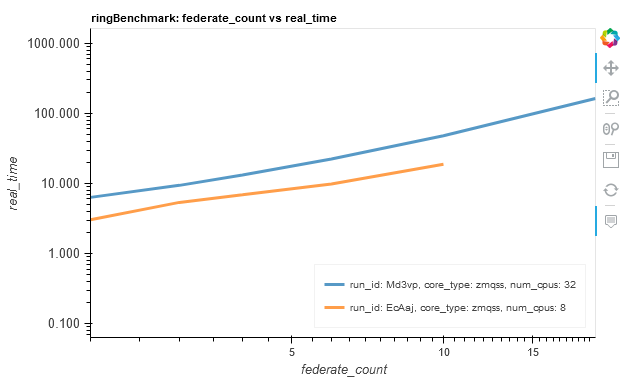 ringBenchmark: federate_count vs real_time
1000.000
100.000
10.000
1.000
0.100
real_time
run_id: Md3vp, core_type: zmqss, num_cpus: 32
run_id: EcAaj, core_type: zmqss, num_cpus: 8
5
10
15
federate_count